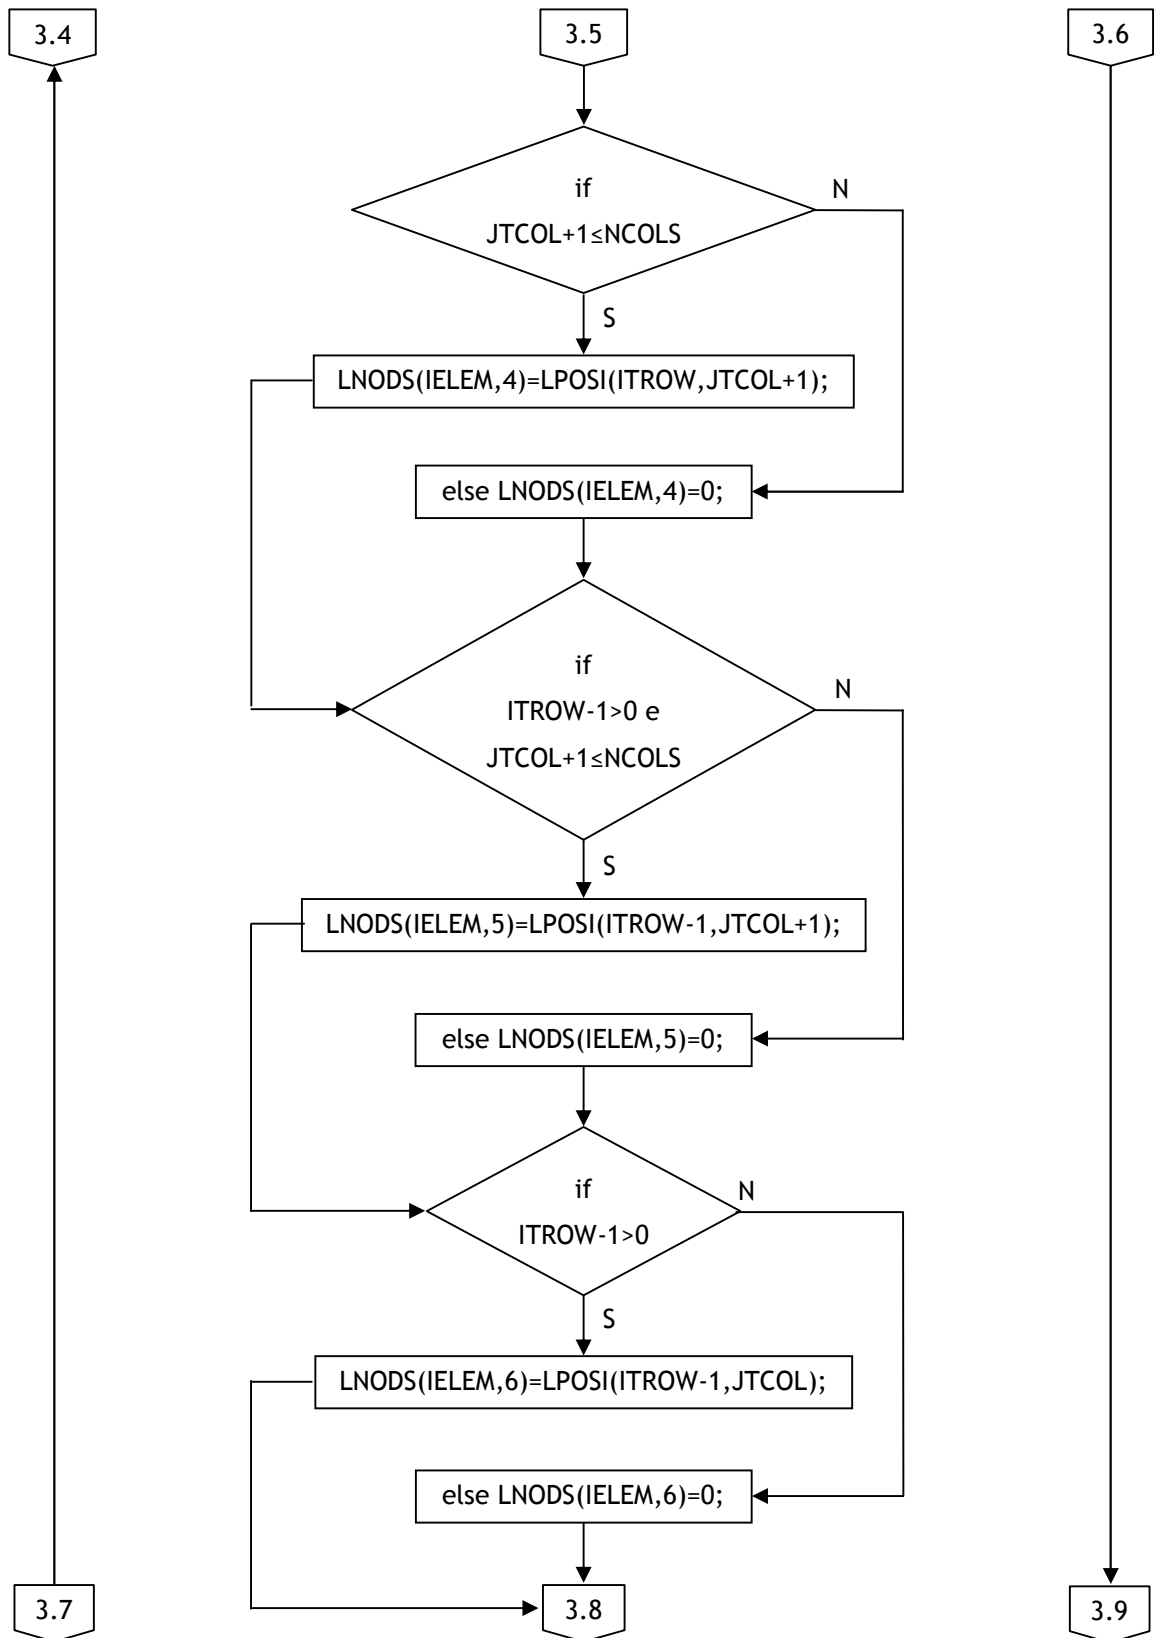 3.4
3.5
3.6
if
JTCOL+1≤NCOLS
N
S
LNODS(IELEM,4)=LPOSI(ITROW,JTCOL+1);
else LNODS(IELEM,4)=0;
if
ITROW-1>0 e
JTCOL+1≤NCOLS
N
S
LNODS(IELEM,5)=LPOSI(ITROW-1,JTCOL+1);
else LNODS(IELEM,5)=0;
if
ITROW-1>0
N
S
LNODS(IELEM,6)=LPOSI(ITROW-1,JTCOL);
else LNODS(IELEM,6)=0;
3.7
3.8
3.9